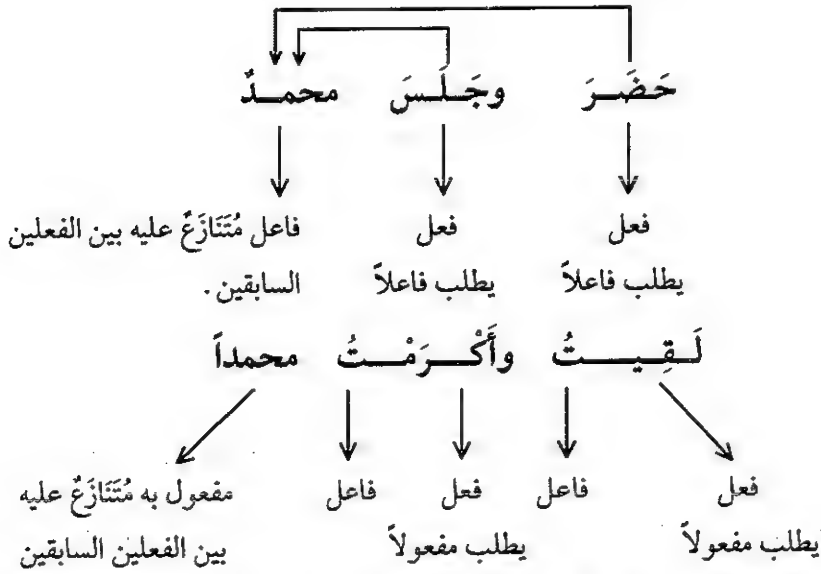 حَضَرَ وجَلَسَ محمدٌ
فعل فعل فاعل مُتَنَازَعٌ عليه بين الفعلين
يطلب فاعلاً يطلب فاعلاً السابقين .
لَقِيتُ وأَكْرَمْتُ محمداً
فعل فاعل فعل فاعل مفعول به مُتَنَازَعٌ عليه
يطلب مفعولاً يطلب مفعولاً بين الفعلين السابقين